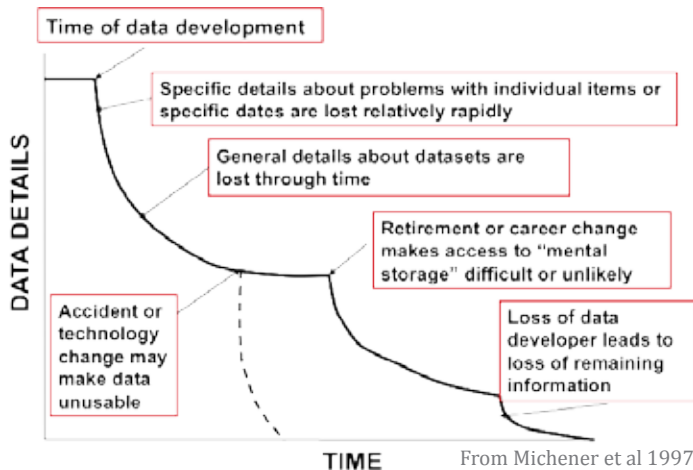 Time of data development
Specific details about problems with individual items or
specific dates are lost relatively rapidly
General details about datasets are
lost through time
Retirement or career change
makes access to “mental
storage” difficult or unlikely
Accident or
technology
change may
make data
unusable
Loss of data
developer leads to
loss of remaining
information
DATA DETAILS
TIME
From Michener et al 1997